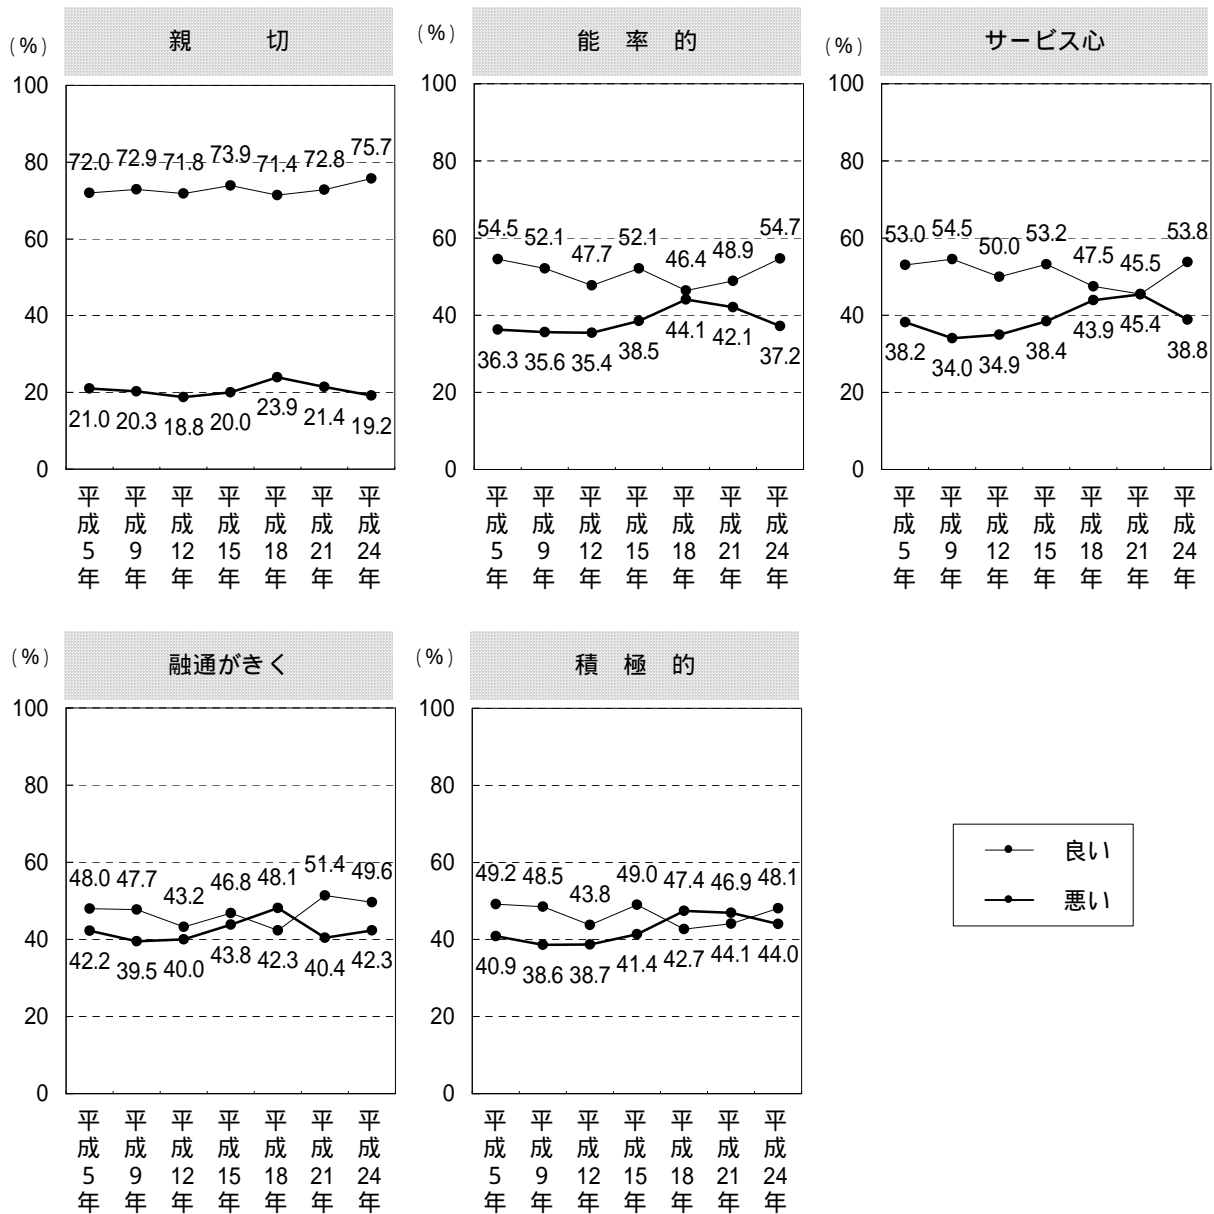 (%)
親 切
100
80
60
40
20
0
72.0 72.9 71.8 73.9 71.4 72.8 75.7
21.0 20.3 18.8 20.0 23.9 21.4 19.2
平成5年 平成9年 平成12年 平成15年 平成18年 平成21年 平成24年
(%)
能 率 的
100
80
60
40
20
0
54.5 52.1 47.7 52.1 46.4 48.9 54.7
36.3 35.6 35.4 38.5 44.1 42.1 37.2
平成5年 平成9年 平成12年 平成15年 平成18年 平成21年 平成24年
(%)
サービス心
100
80
60
40
20
0
53.0 54.5 50.0 53.2 47.5 45.5 53.8
38.2 34.0 34.9 38.4 43.9 45.4 38.8
平成5年 平成9年 平成12年 平成15年 平成18年 平成21年 平成24年
(%)
融通がきく
100
80
60
40
20
0
48.0 47.7 43.2 46.8 48.1 51.4 49.6
42.2 39.5 40.0 43.8 42.3 40.4 42.3
平成5年 平成9年 平成12年 平成15年 平成18年 平成21年 平成24年
(%)
積 極 的
100
80
60
40
20
0
49.2 48.5 43.8 49.0 47.4 46.9 48.1
40.9 38.6 38.7 41.4 42.7 44.1 44.0
平成5年 平成9年 平成12年 平成15年 平成18年 平成21年 平成24年
良い
悪い